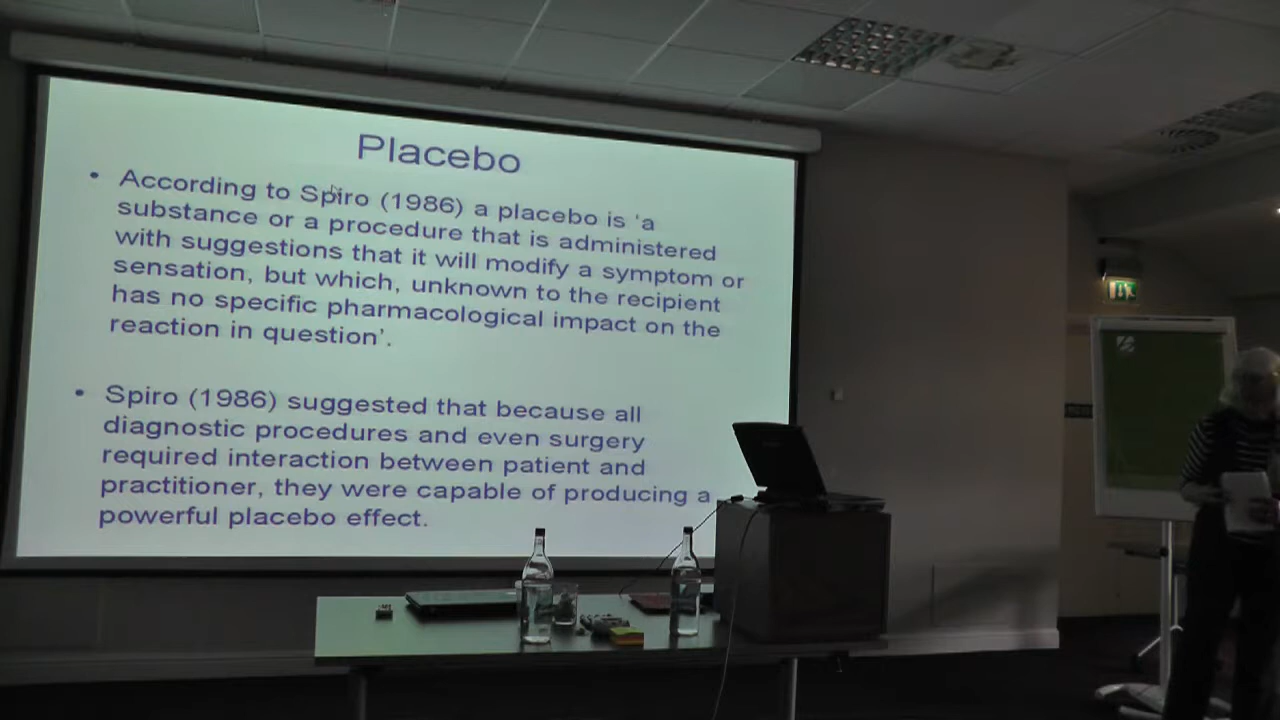 Placebo
• According to Spiro (1986) a placebo is ‘a
substance or a procedure that is administered
with suggestions that it will modify a symptom or
sensation, but which, unknown to the recipient
has no specific pharmacological impact on the
reaction in question’.
• Spiro (1986) suggested that because all
diagnostic procedures and even surgery
required interaction between patient and
practitioner, they were capable of producing a
powerful placebo effect.